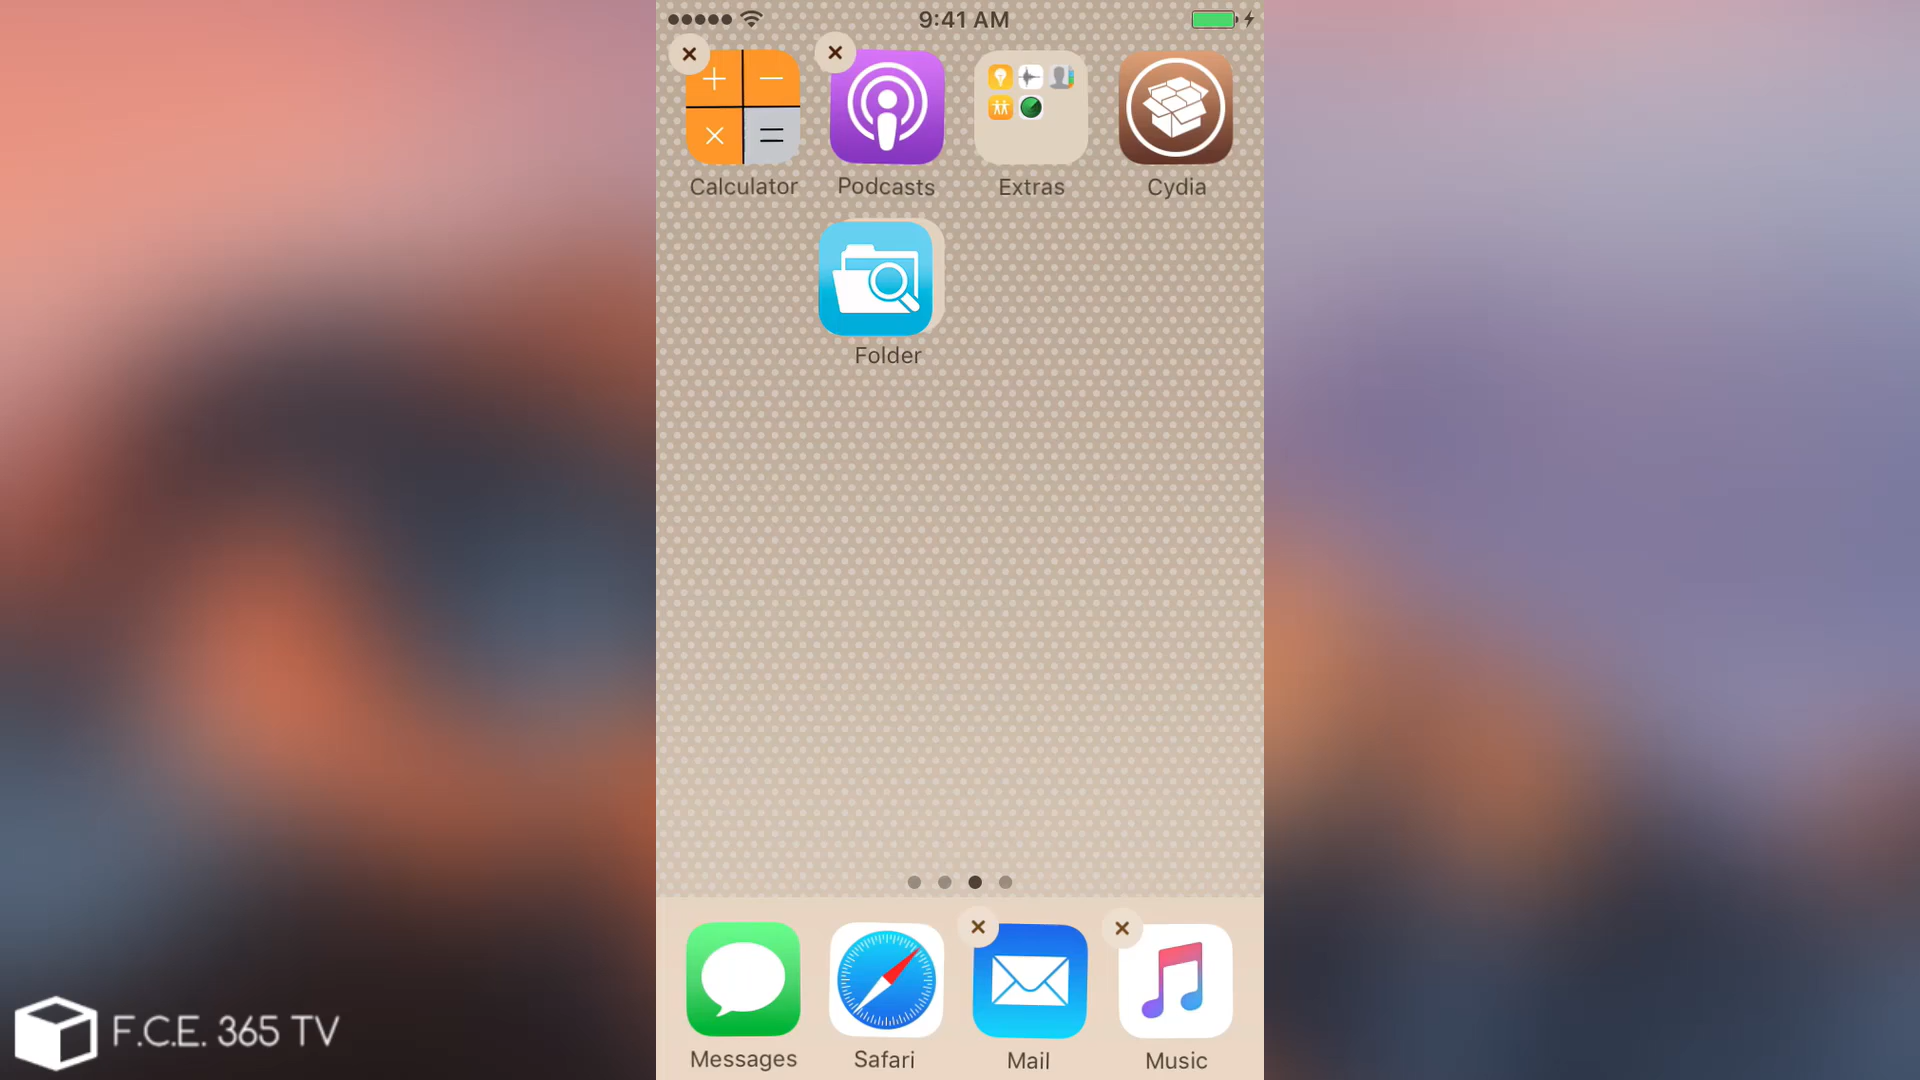 9:41 AM
Calculator
Podcasts
Extras
Cydia
Folder
Messages
Safari
Mail
Music
F.C.E. 365 TV